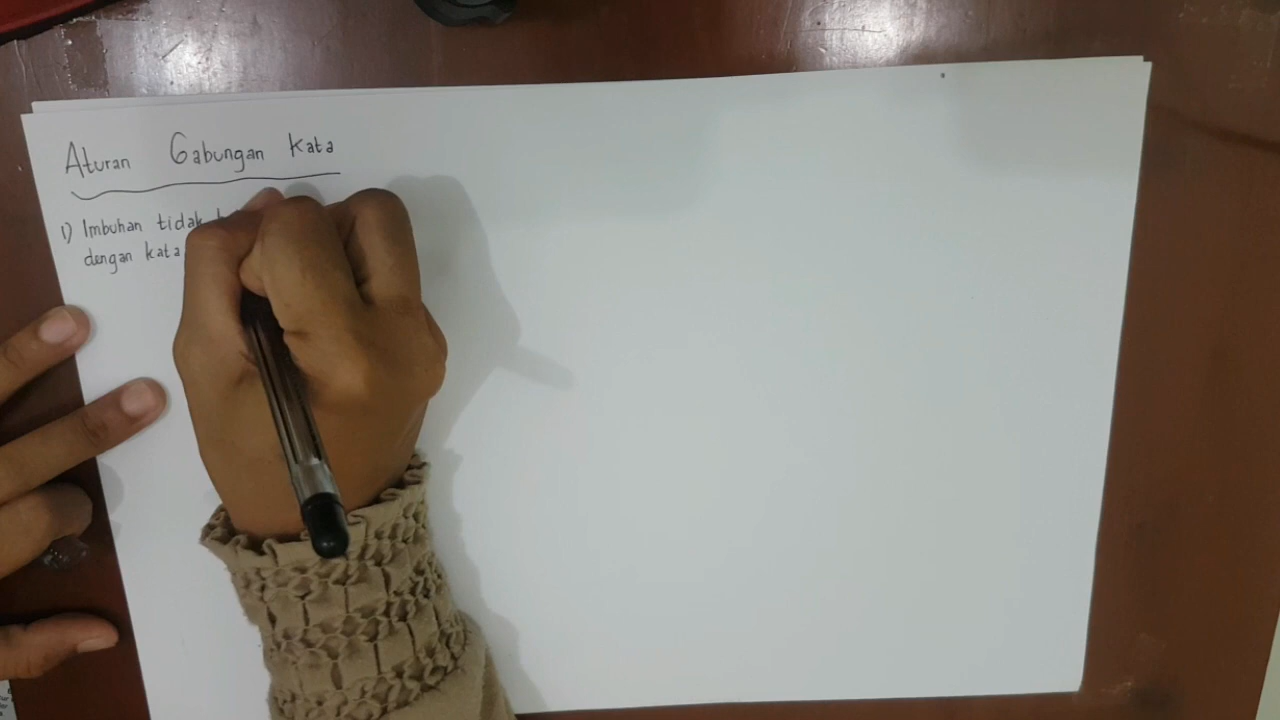 Aturan Gabungan Kata
1) Imbuhan tidak
dengan kata